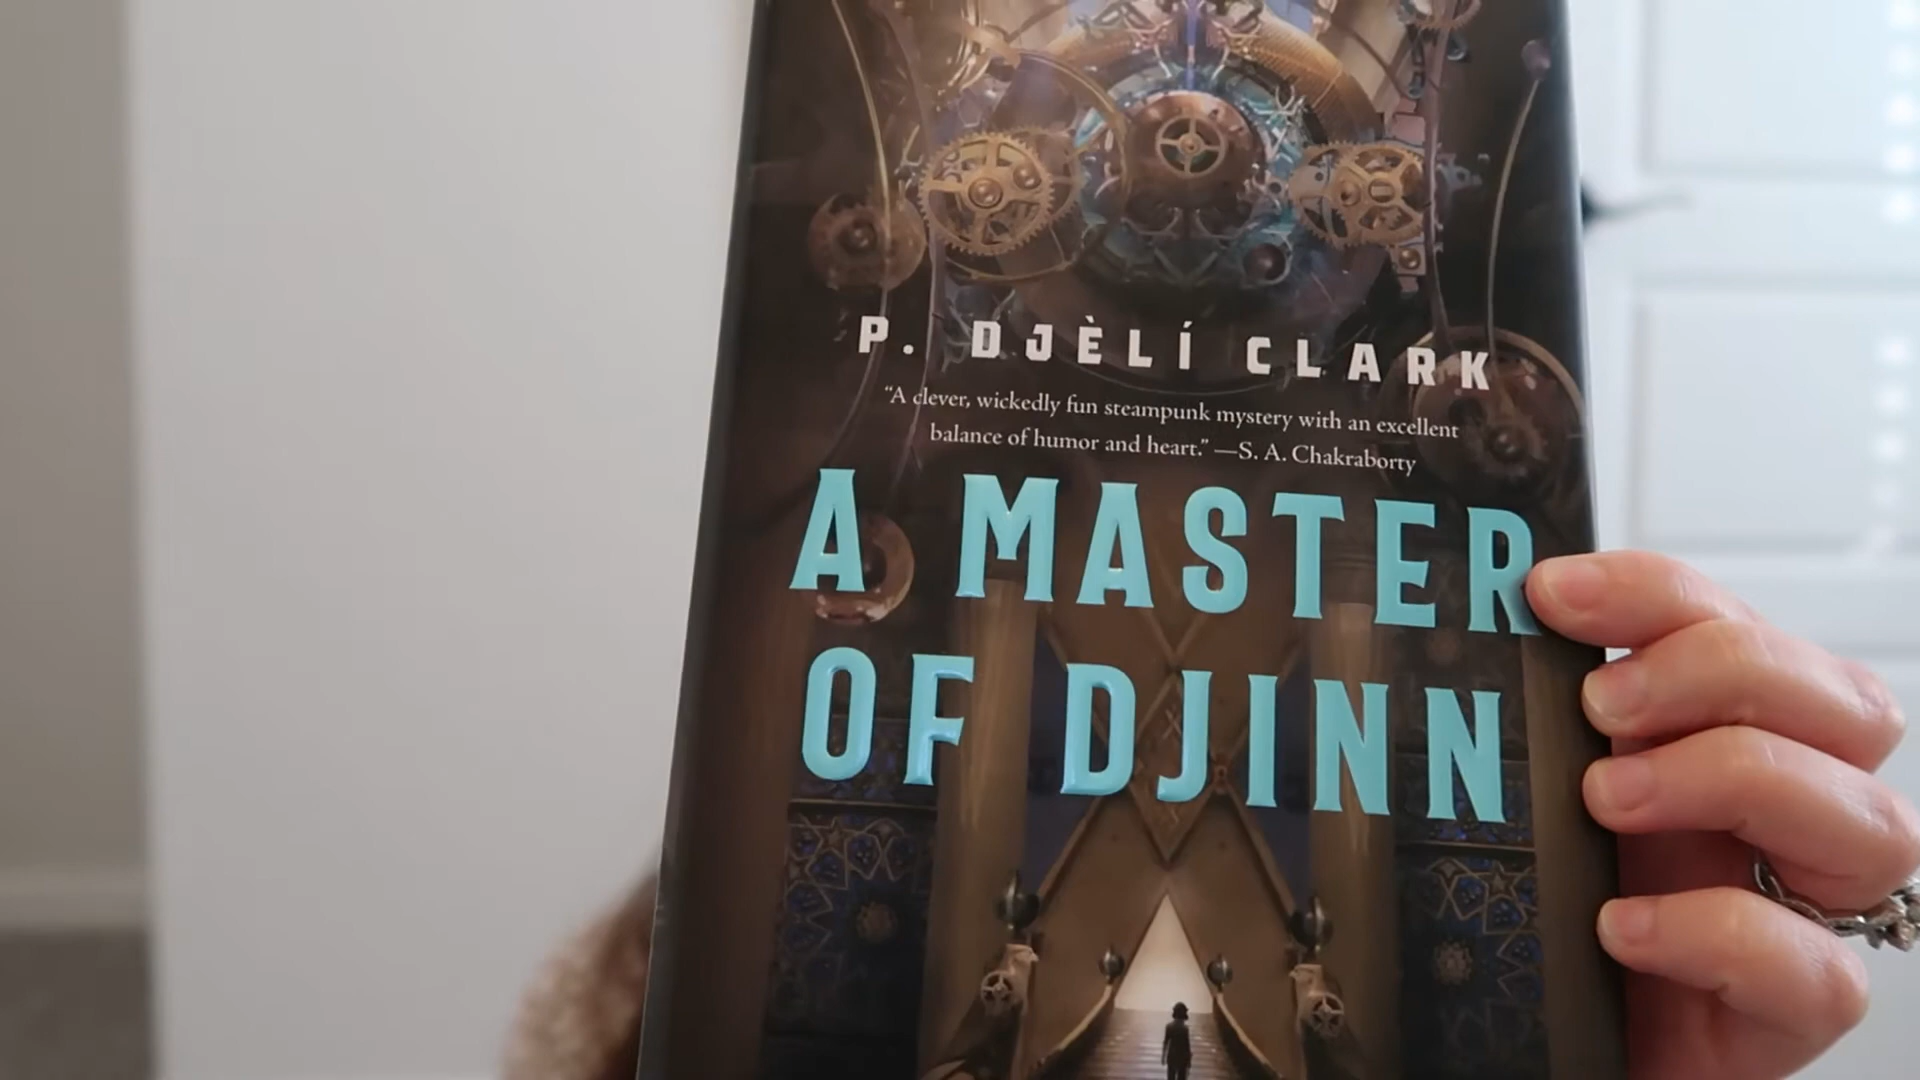 P. DJÈLÍ CLARK
“A clever, wickedly fun steampunk mystery with an excellent
balance of humor and heart.” —S. A. Chakraborty
A MASTER
OF DJINN